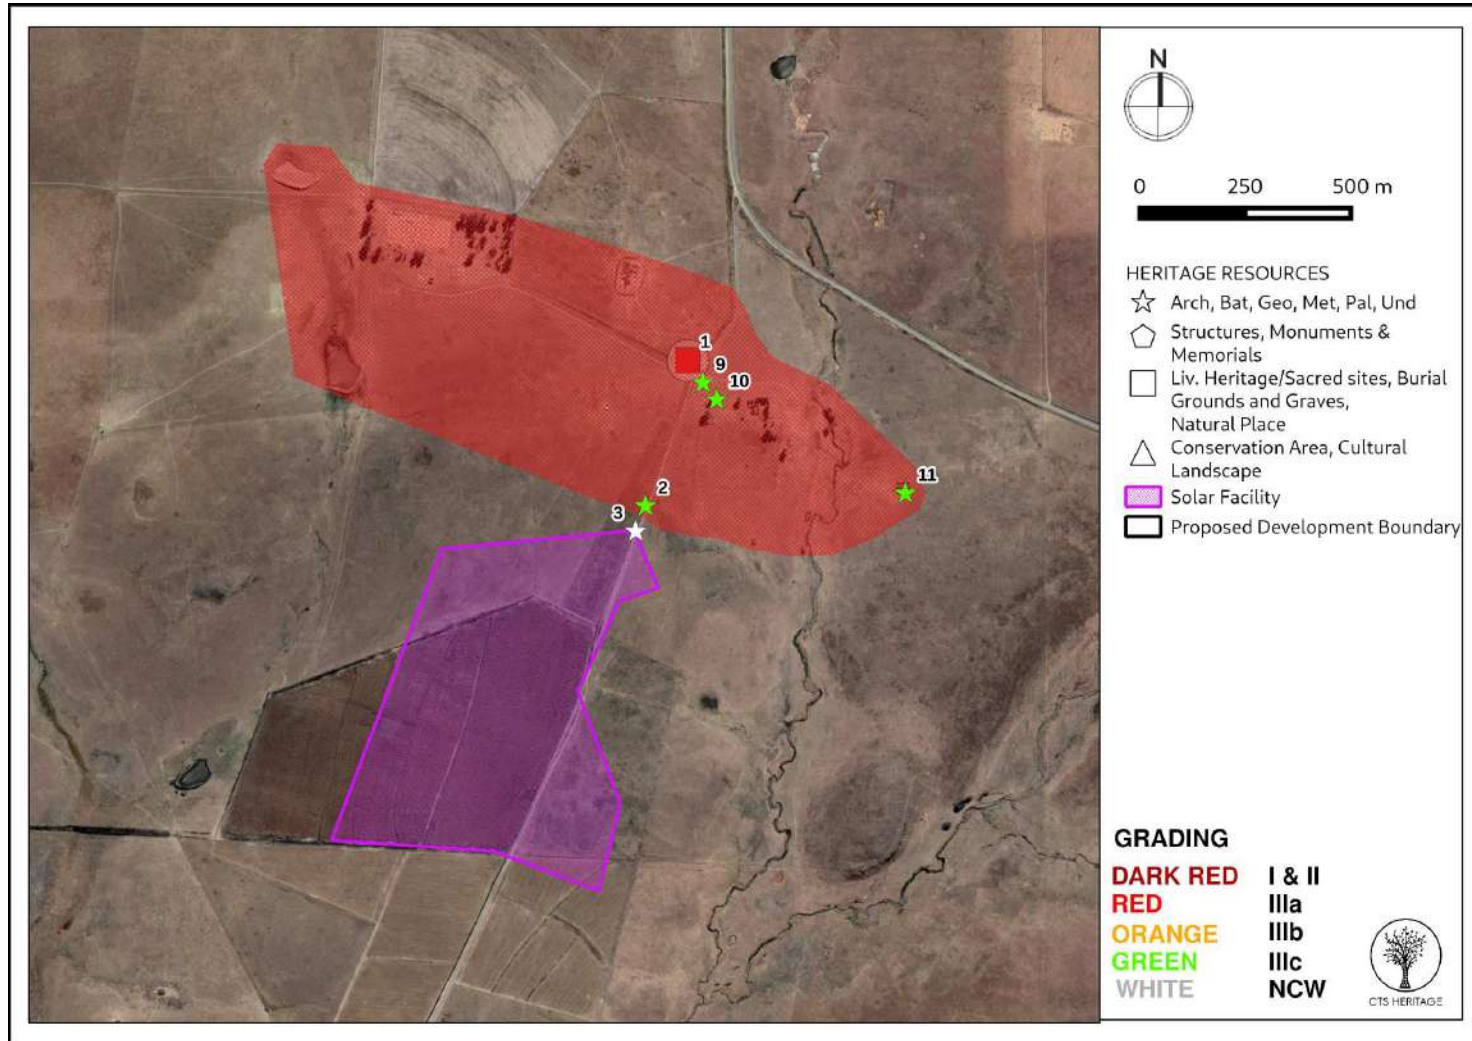 N
0 250 500 m
HERITAGE RESOURCES
Arch, Bat, Geo, Met, Pal, Und
Structures, Monuments &
Memorials
Liv. Heritage/Sacred sites, Burial
Grounds and Graves,
Natural Place
Conservation Area, Cultural
Landscape
Solar Facility
Proposed Development Boundary
1
9
10
11
2
3
GRADING
DARK RED I & II
RED IIIa
ORANGE IIIb
GREEN IIIc
WHITE NCW
CTS HERITAGE